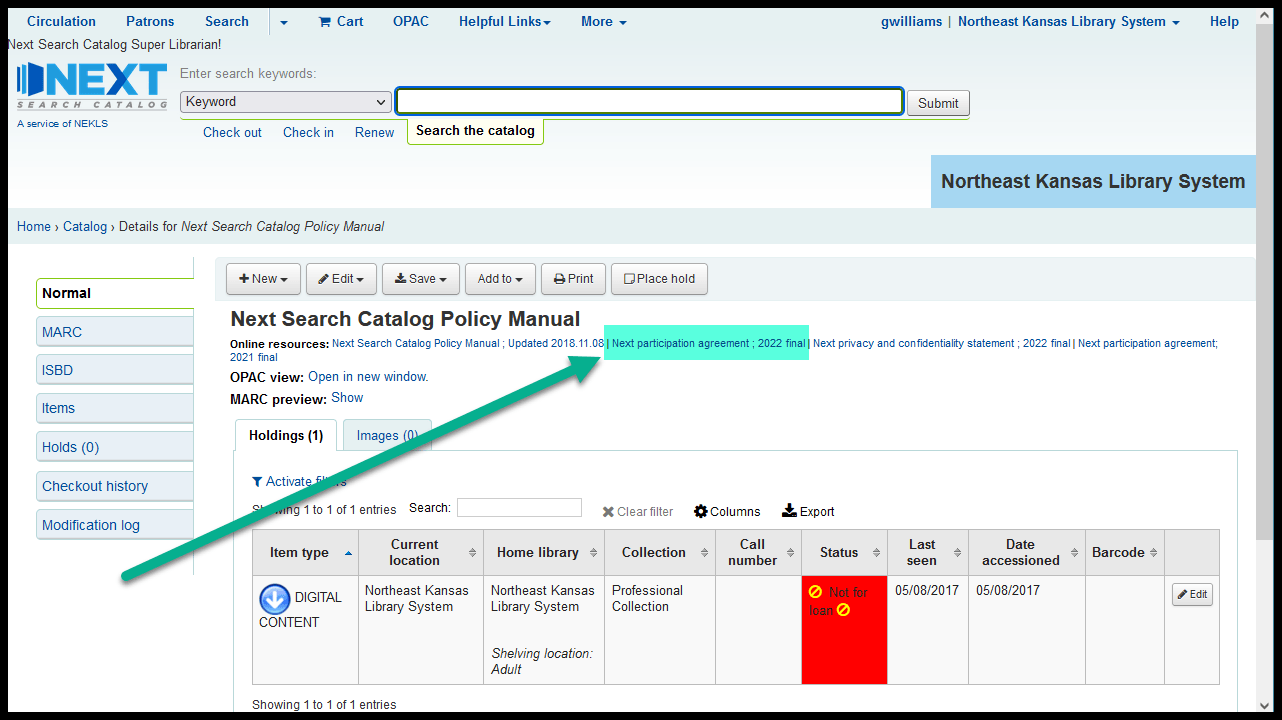 Circulation Patrons Search Cart OPAC Helpful Links More gwilliams | Northeast Kansas Library System Help
Next Search Catalog Super Librarian!
NEXT
SEARCH CATALOG
A service of NEKLS
Enter search keywords:
Keyword Submit
Check out Check in Renew Search the catalog
Northeast Kansas Library System
Home › Catalog › Details for Next Search Catalog Policy Manual
Normal
MARC
ISBD
Items
Holds (0)
Checkout history
Modification log
New Edit Save Add to Print Place hold
Next Search Catalog Policy Manual
Online resources: Next Search Catalog Policy Manual ; Updated 2018.11.08 | Next participation agreement ; 2022 final | Next privacy and confidentiality statement ; 2022 final | Next participation agreement;
2021 final
OPAC view: Open in new window.
MARC preview: Show
Holdings (1) Images (0)
Activate filters
Showing 1 to 1 of 1 entries Search: Clear filter Columns Export
Item type Current location Home library Collection Call number Status Last seen Date accessioned Barcode
DIGITAL CONTENT Northeast Kansas Library System Northeast Kansas Library System Professional Collection Not for loan 05/08/2017 05/08/2017 Edit
Shelving location:
Adult
Showing 1 to 1 of 1 entries